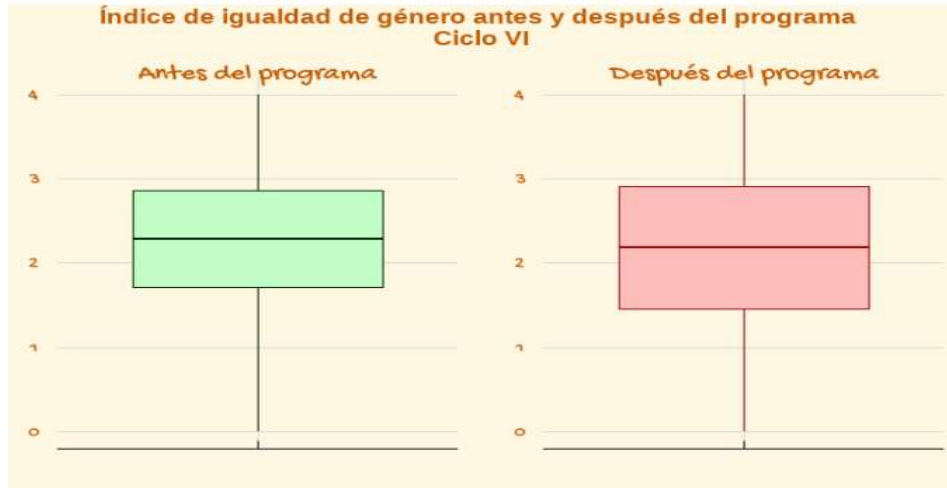 Índice de igualdad de género antes y después del programa
Ciclo VI
Antes del programa
Después del programa
4
4
3
3
2
2
1
1
0
0